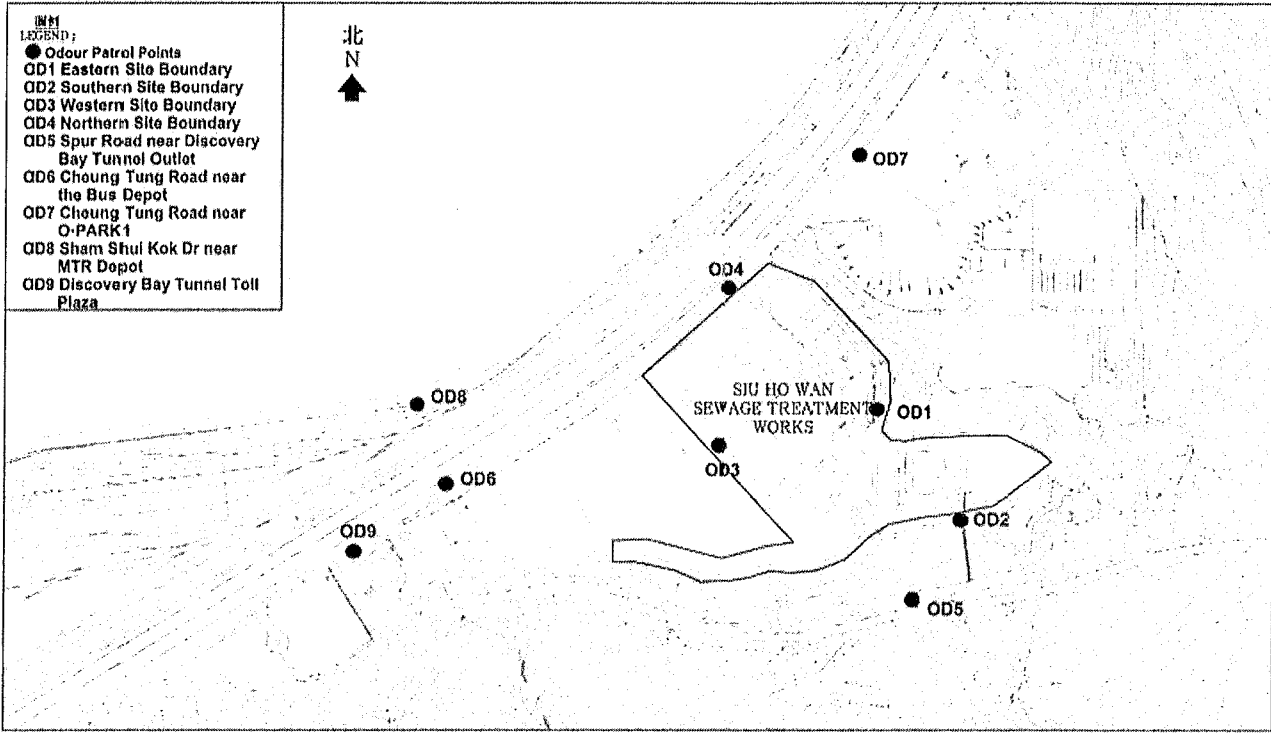 LEGEND:
Odour Patrol Points
OD1 Eastern Site Boundary
OD2 Southern Site Boundary
OD3 Western Site Boundary
OD4 Northern Site Boundary
OD5 Spur Road near Discovery
Bay Tunnel Outlet
OD6 Cheung Tung Road near
the Bus Depot
OD7 Cheung Tung Road near
O·PARK1
OD8 Sham Shui Kok Dr near
MTR Depot
OD9 Discovery Bay Tunnel Toll
Plaza
北
N
OD7
OD4
SIU HO WAN
SEWAGE TREATMENT
WORKS
OD1
OD8
OD3
OD6
OD2
OD9
OD5